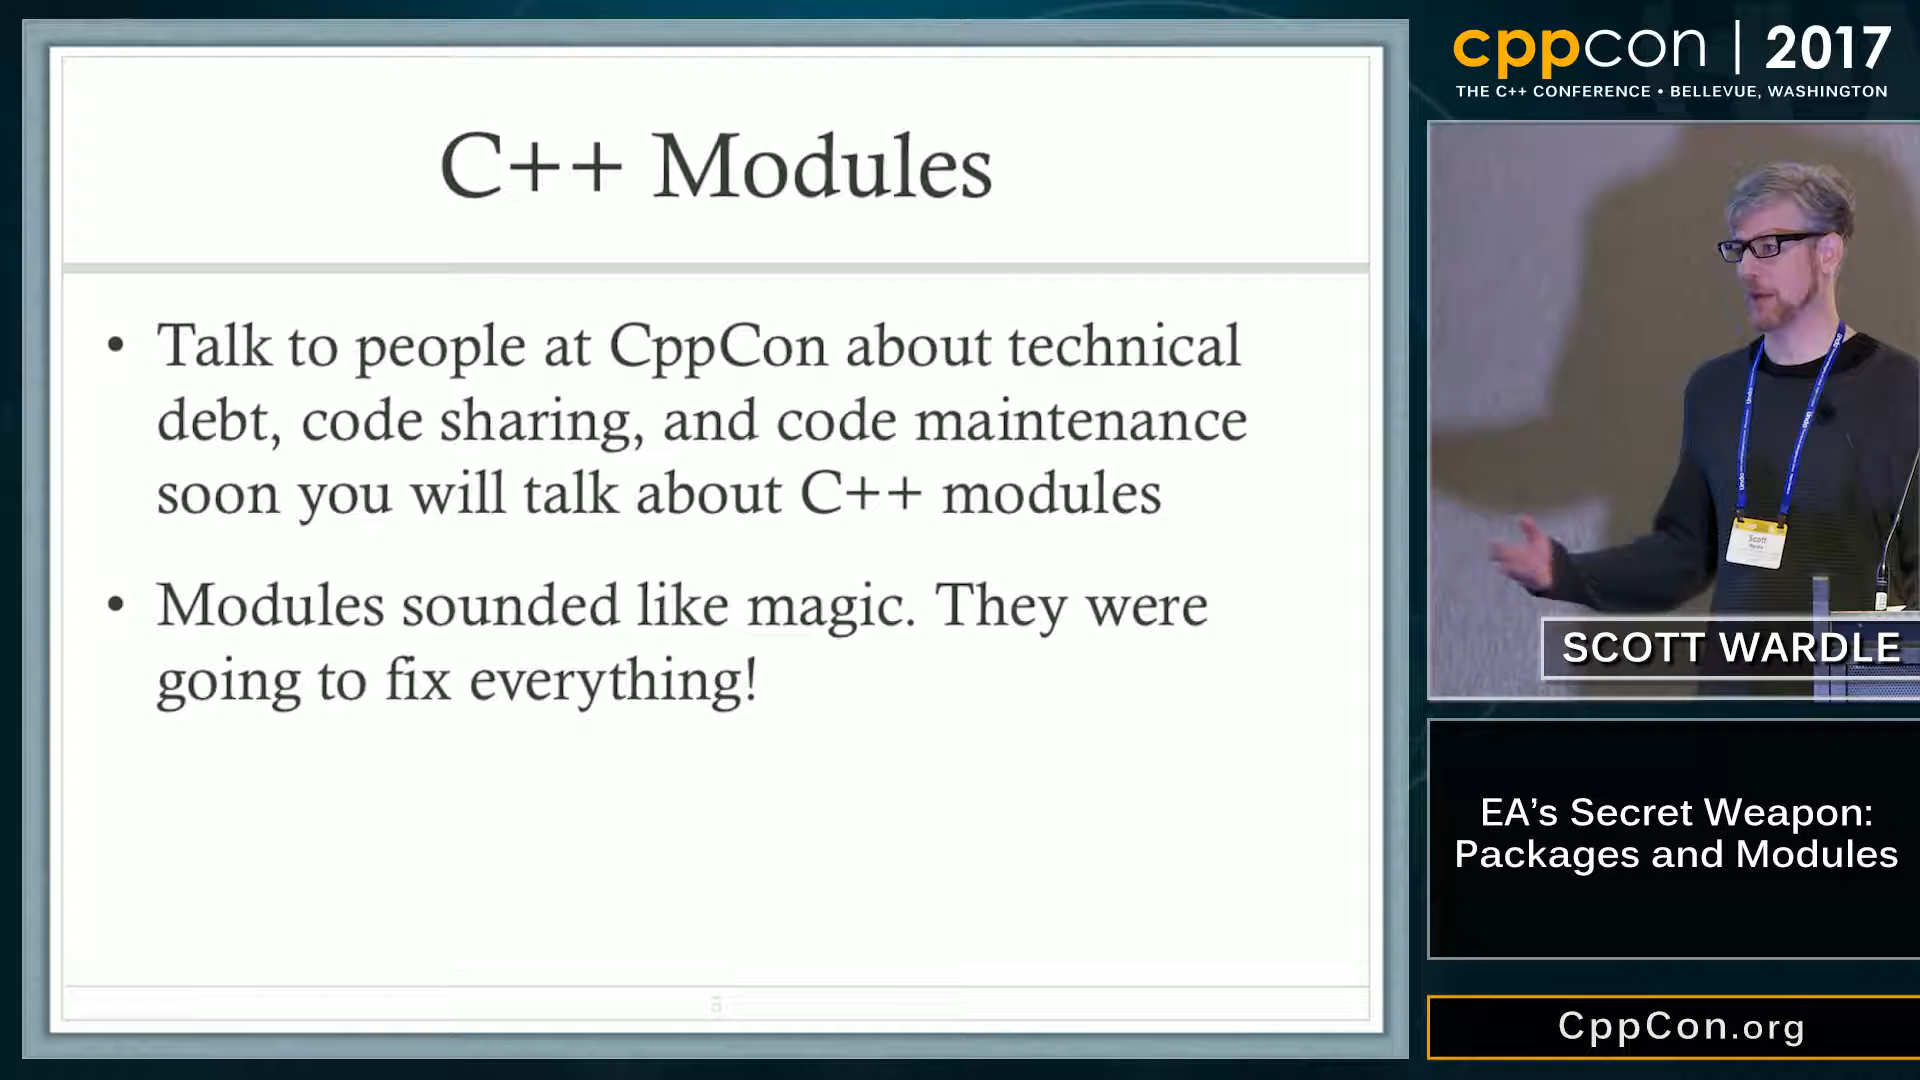 C++ Modules
• Talk to people at CppCon about technical
debt, code sharing, and code maintenance
soon you will talk about C++ modules
• Modules sounded like magic. They were
going to fix everything!
cppcon | 2017
THE C++ CONFERENCE • BELLEVUE, WASHINGTON
Scott
SCOTT WARDLE
EA’s Secret Weapon:
Packages and Modules
CppCon.org